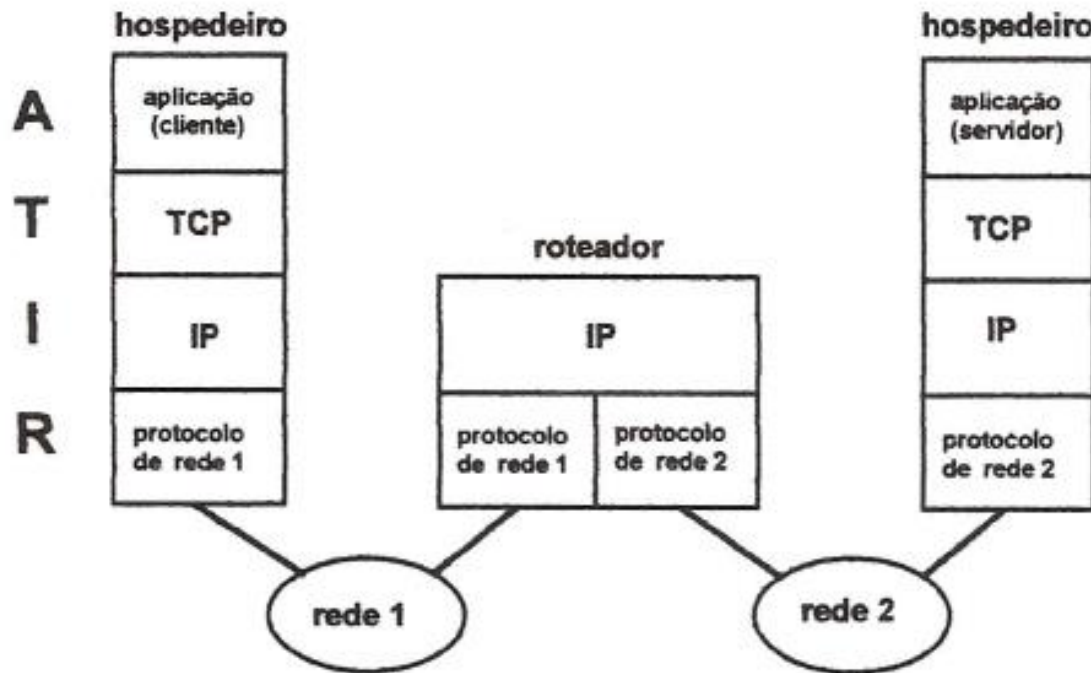 hospedeiro
hospedeiro
A
aplicação
(cliente)
aplicação
(servidor)
T
TCP
TCP
roteador
I
IP
IP
IP
R
protocolo
de rede 1
protocolo
de rede 1
protocolo
de rede 2
protocolo
de rede 2
rede 1
rede 2